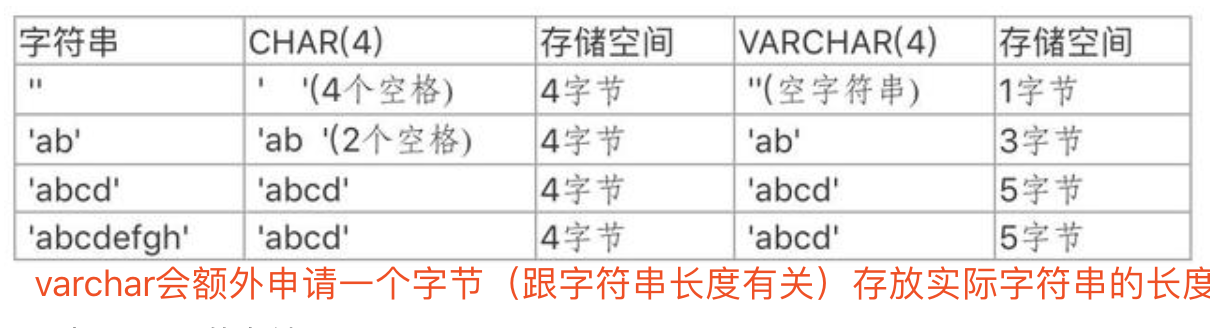 字符串 CHAR(4) 存储空间 VARCHAR(4) 存储空间
'' '    '(4个空格) 4字节 ''(空字符串) 1字节
'ab' 'ab  '(2个空格) 4字节 'ab' 3字节
'abcd' 'abcd' 4字节 'abcd' 5字节
'abcdefgh' 'abcd' 4字节 'abcd' 5字节
varchar会额外申请一个字节（跟字符串长度有关）存放实际字符串的长度